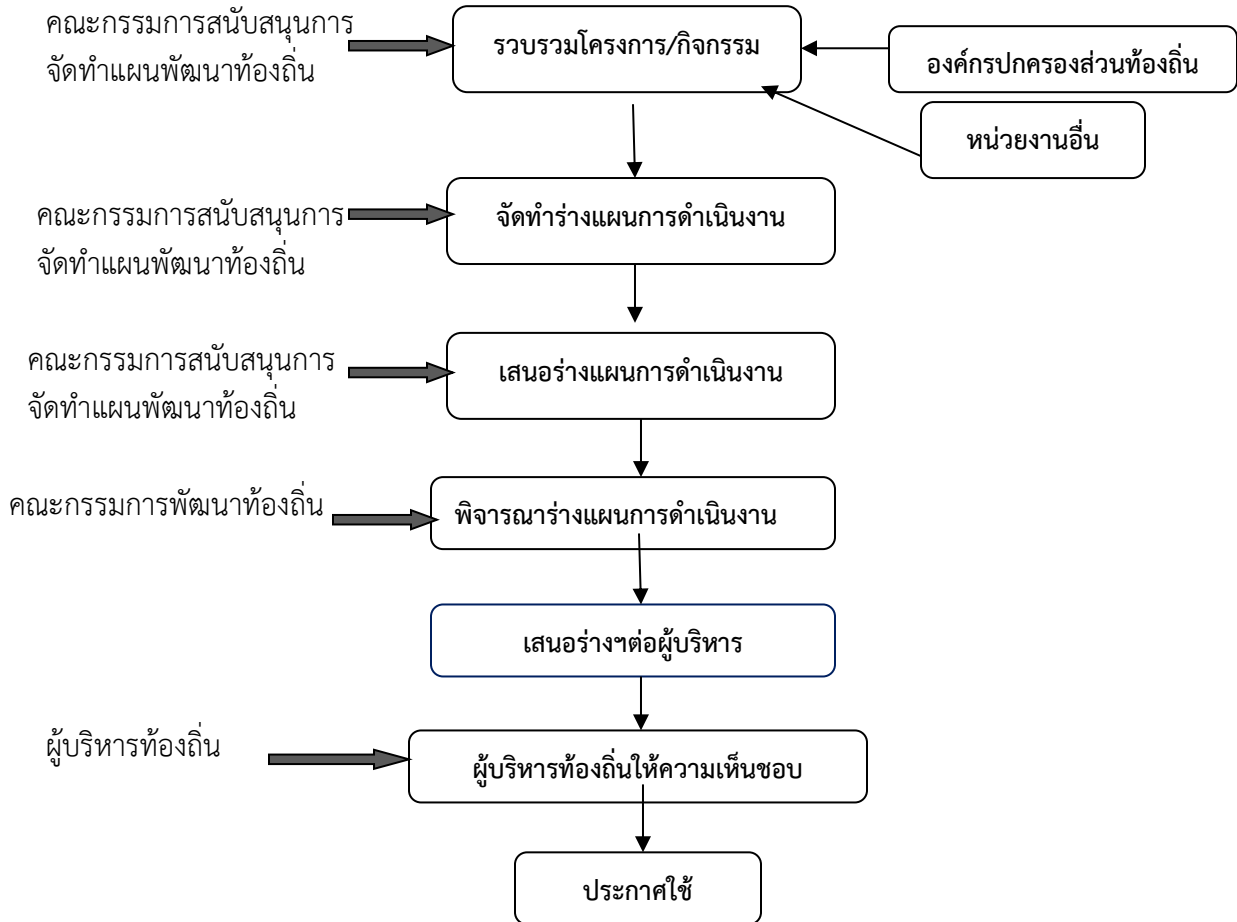 คณะกรรมการสนับสนุนการ
จัดทำแผนพัฒนาท้องถิ่น
รวบรวมโครงการ/กิจกรรม
องค์กรปกครองส่วนท้องถิ่น
หน่วยงานอื่น
คณะกรรมการสนับสนุนการ
จัดทำแผนพัฒนาท้องถิ่น
จัดทำร่างแผนการดำเนินงาน
คณะกรรมการสนับสนุนการ
จัดทำแผนพัฒนาท้องถิ่น
เสนอร่างแผนการดำเนินงาน
คณะกรรมการพัฒนาท้องถิ่น
พิจารณาร่างแผนการดำเนินงาน
เสนอร่างฯต่อผู้บริหาร
ผู้บริหารท้องถิ่น
ผู้บริหารท้องถิ่นให้ความเห็นชอบ
ประกาศใช้